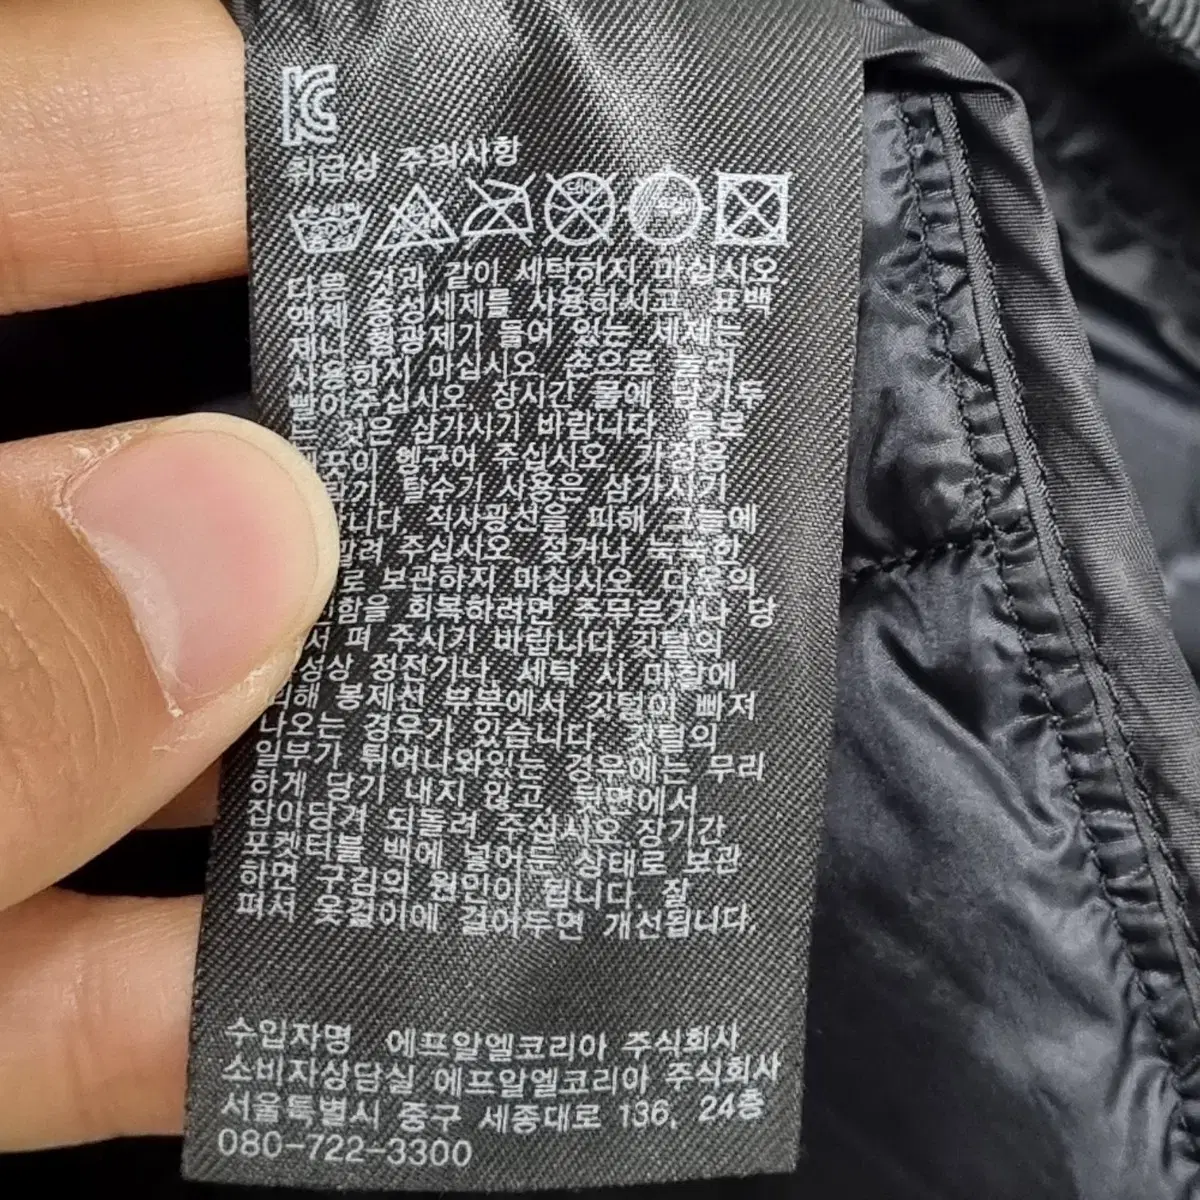 취급상 주의사항
다른 것과 같이 세탁하지 마십시오
액체 중성세제를 사용하시고, 표백
제나 형광제가 들어 있는 세제는
사용하지 마십시오 손으로 눌러
빨아주십시오 장시간 물에 담가두
는 것은 삼가시기 바랍니다. 물로
헹구어 주십시오. 가정용
탈수기 사용은 삼가시기
니다 직사광선을 피해 그늘에
말려 주십시오 젖거나 눅눅한
로 보관하지 마십시오. 다운의
함을 회복하려면 주무르거나 당
서 펴 주시기 바랍니다 깃털의
성상 정전기나, 세탁 시 마찰에
의해 봉제선 부분에서 깃털이 빠져
나오는 경우가 있습니다. 깃털의
일부가 튀어나와있는 경우에는 무리
하게 당기 내지 않고, 뒷면에서
잡아당겨 되돌려 주십시오 장기간
포켓터블 백에 넣어둔 상태로 보관
하면 구김의 원인이 됩니다. 잘
펴서 옷걸이에 걸어두면 개선됩니다.
수입자명 에프알엘코리아 주식회사
소비자상담실 에프알엘코리아 주식회사
서울특별시 중구 세종대로 136, 24층
080-722-3300